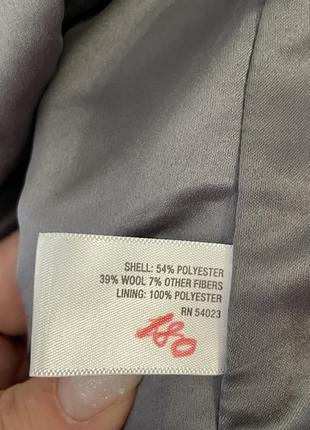 SHELL: 54% POLYESTER
39% WOOL 7% OTHER FIBERS
LINING: 100% POLYESTER
RN 54023
180